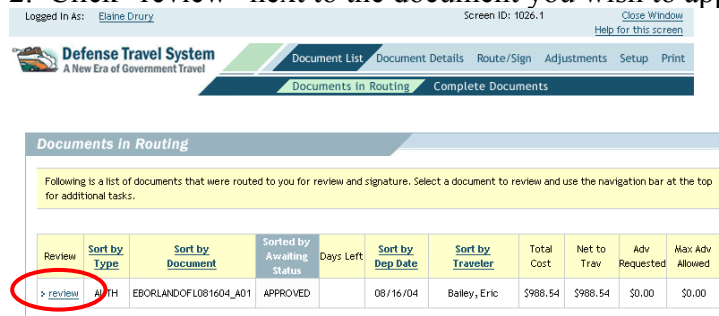 2. Click “review” next to the document you wish to app
Logged In As: Elaine Drury Screen ID: 1026.1 Close Window
Help for this screen
Defense Travel System
A New Era of Government Travel
Document List Document Details Route/Sign Adjustments Setup Print
Documents in Routing Complete Documents
Documents in Routing
Following is a list of documents that were routed to you for review and signature. Select a document to review and use the navigation bar at the top
for additional tasks.
Review Sort by Type Sort by Document Sorted by Awaiting Status Days Left Sort by Dep Date Sort by Traveler Total Cost Net to Trav Adv Requested Max Adv Allowed
> review AUTH EBORLANDOFL081604_A01 APPROVED 08/16/04 Bailey, Eric $988.54 $988.54 $0.00 $0.00